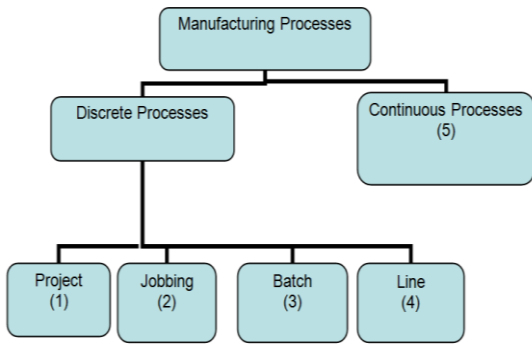 Manufacturing Processes
Discrete Processes
Continuous Processes
(5)
Project
(1)
Jobbing
(2)
Batch
(3)
Line
(4)